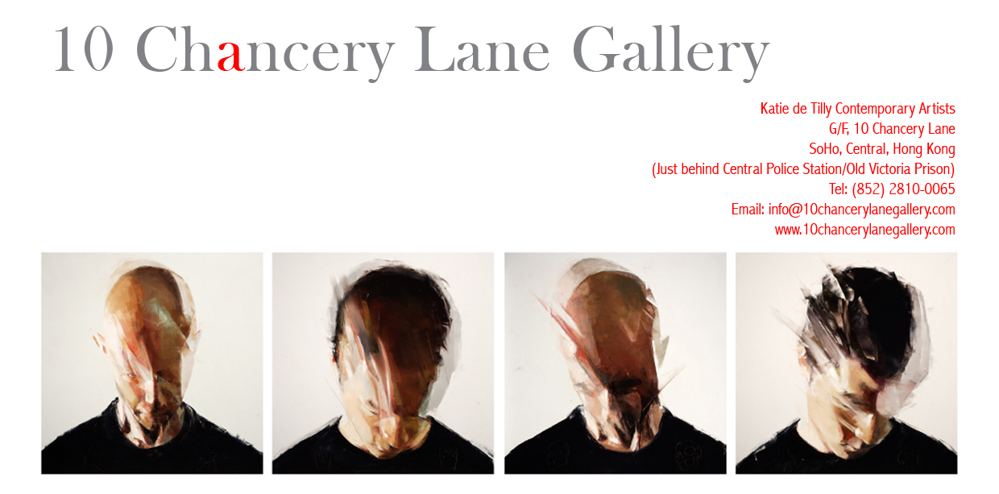 10 Chancery Lane Gallery
Katie de Tilly Contemporary Artists
G/F, 10 Chancery Lane
SoHo, Central, Hong Kong
(Just behind Central Police Station/Old Victoria Prison)
Tel: (852) 2810-0065
Email: info@10chancerylanegallery.com
www.10chancerylanegallery.com